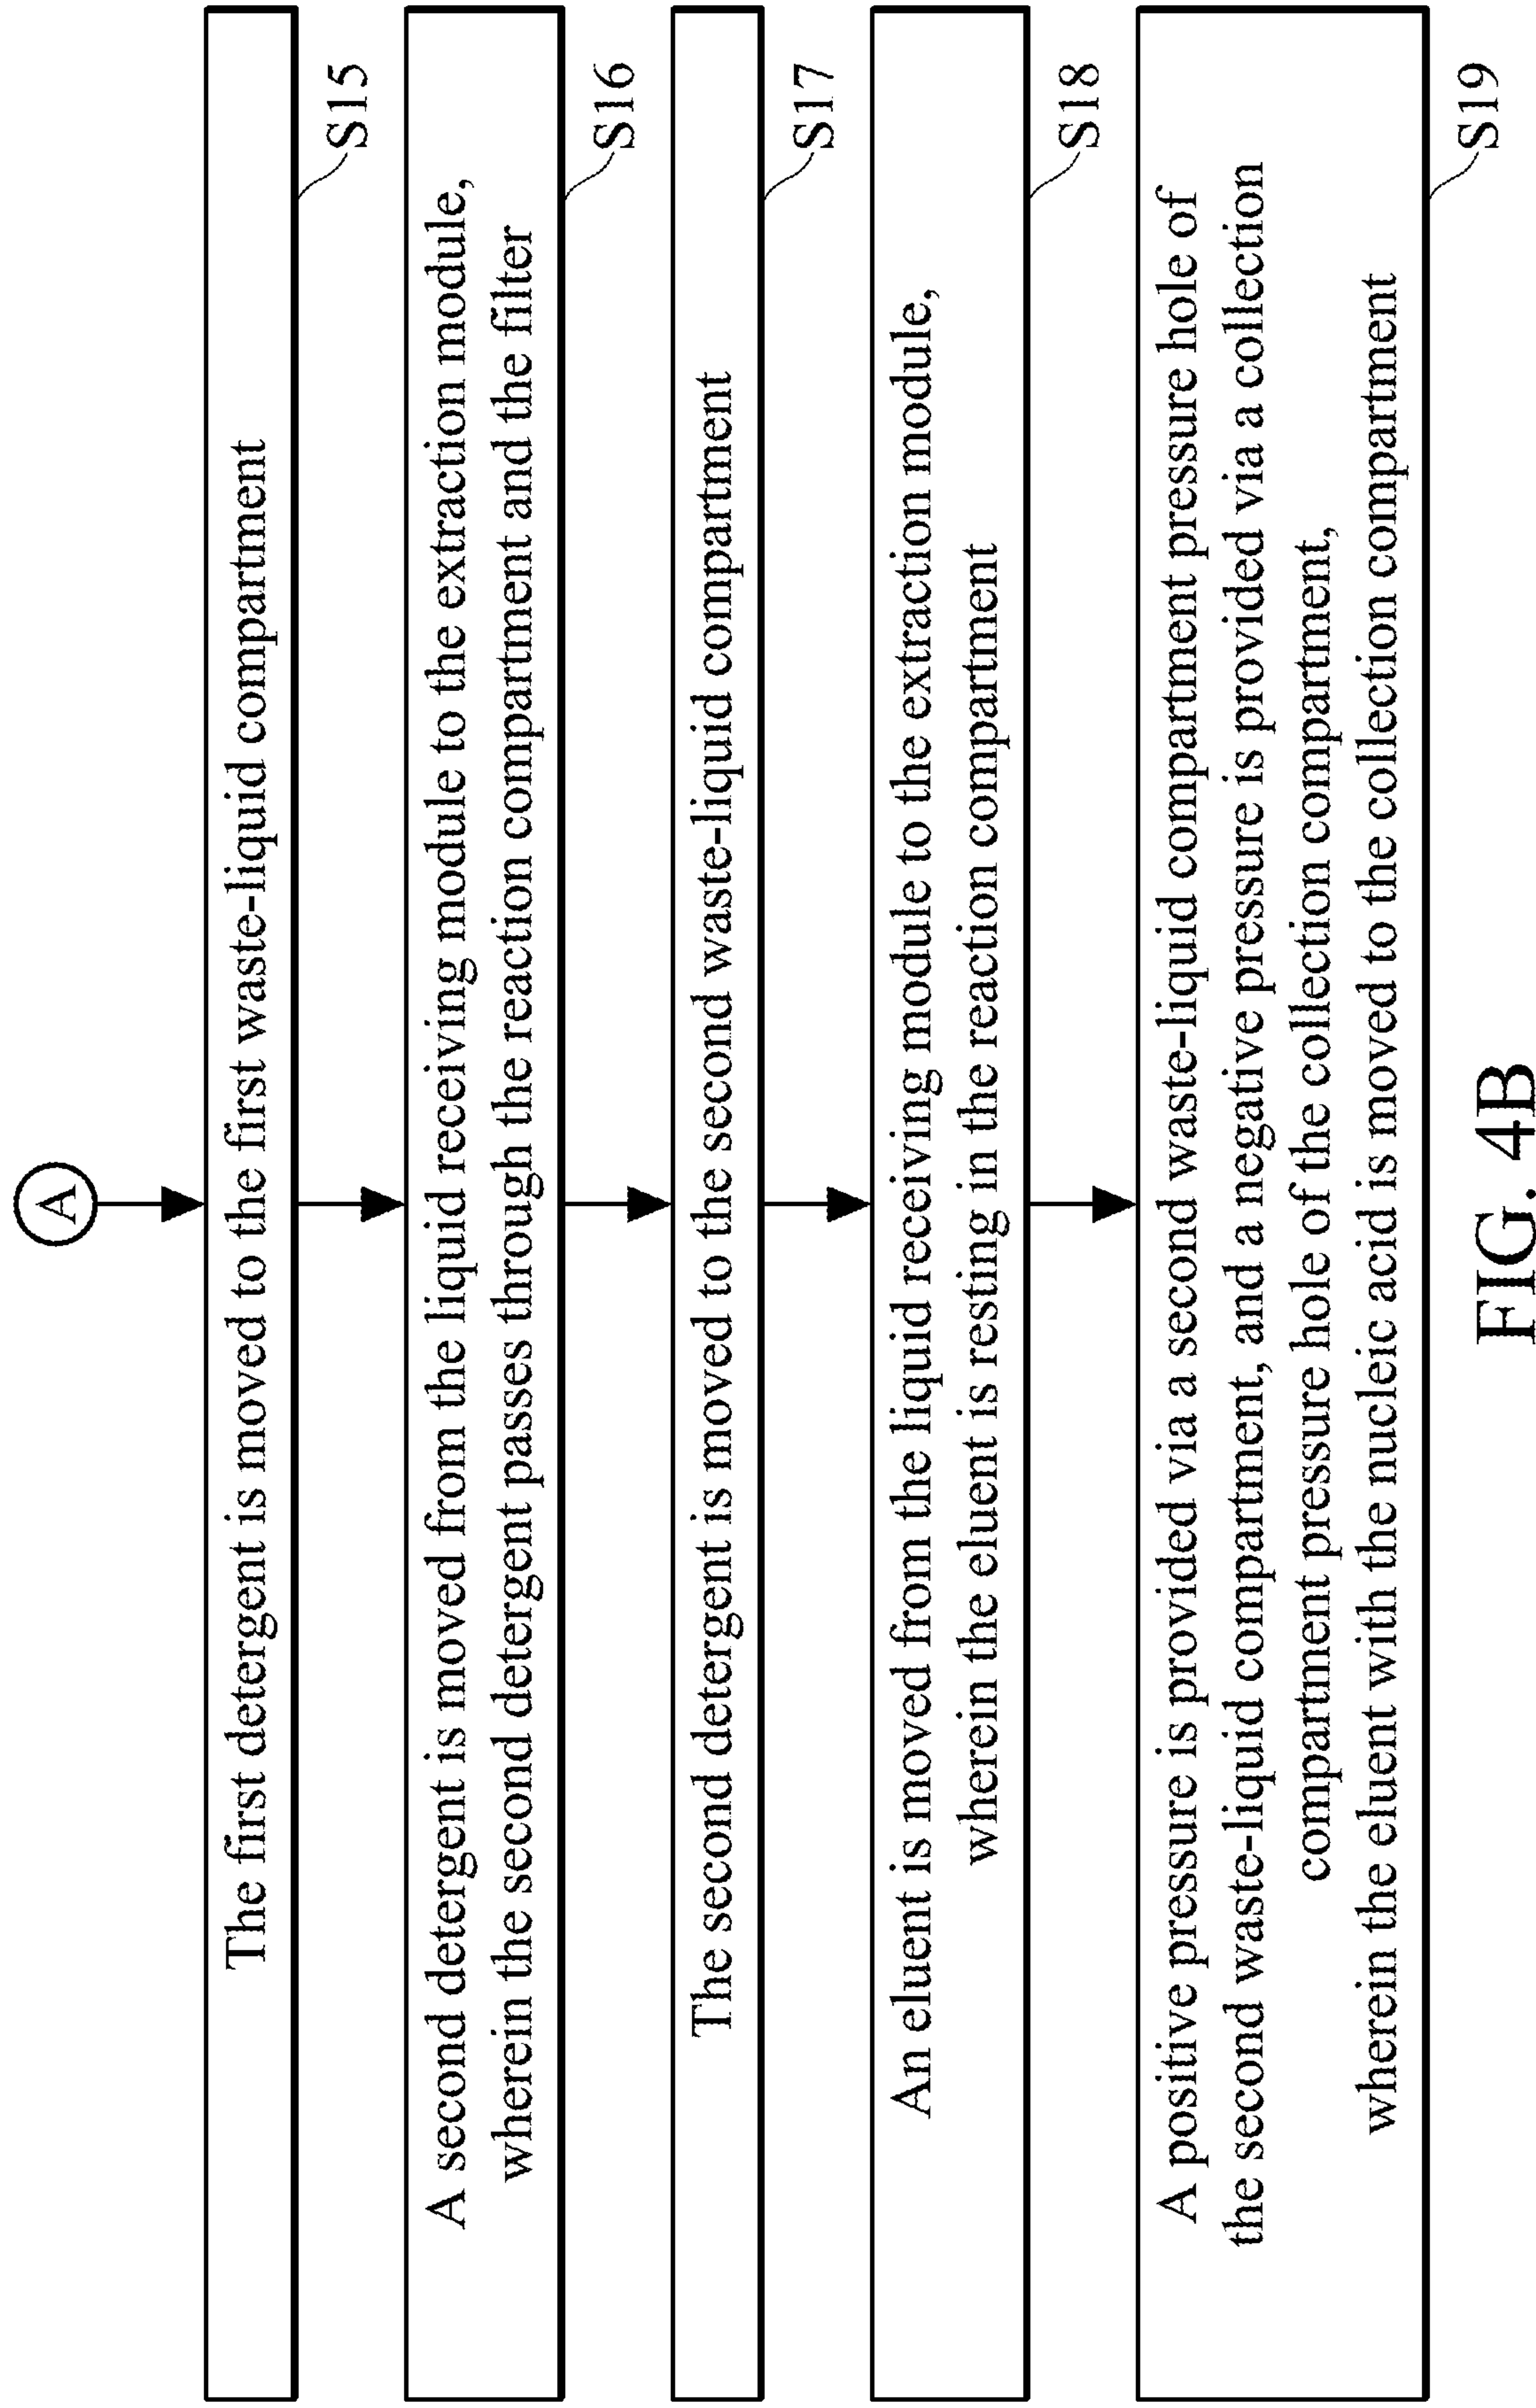 A
The first detergent is moved to the first waste-liquid compartment
S15
A second detergent is moved from the liquid receiving module to the extraction module,
wherein the second detergent passes through the reaction compartment and the filter
S16
The second detergent is moved to the second waste-liquid compartment
S17
An eluent is moved from the liquid receiving module to the extraction module,
wherein the eluent is resting in the reaction compartment
S18
A positive pressure is provided via a second waste-liquid compartment pressure hole of
the second waste-liquid compartment, and a negative pressure is provided via a collection
compartment pressure hole of the collection compartment,
wherein the eluent with the nucleic acid is moved to the collection compartment
S19
FIG. 4B